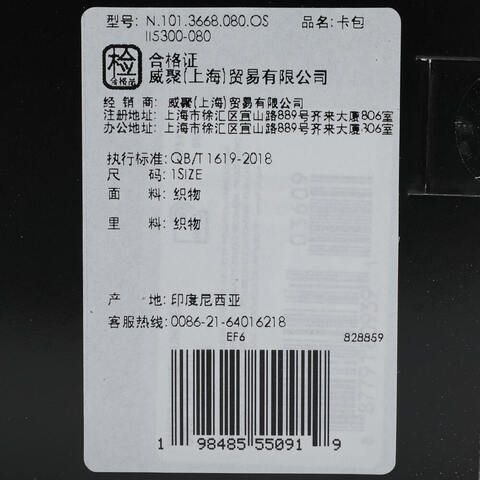 型号: N.101.3668.080.OS 品名: 卡包
II5300-080
检 合格证
合格证
威聚(上海)贸易有限公司
经 销 商: 威聚(上海)贸易有限公司
注册地址: 上海市徐汇区宜山路889号齐来大厦806室
办公地址: 上海市徐汇区宜山路889号齐来大厦806室
执行标准: QB/T 1619-2018
尺 码: 1SIZE
面 料: 织物
里 料: 织物
产 地: 印度尼西亚
客服热线: 0086-21-64016218
EF6 828859
1 98485 55091 9